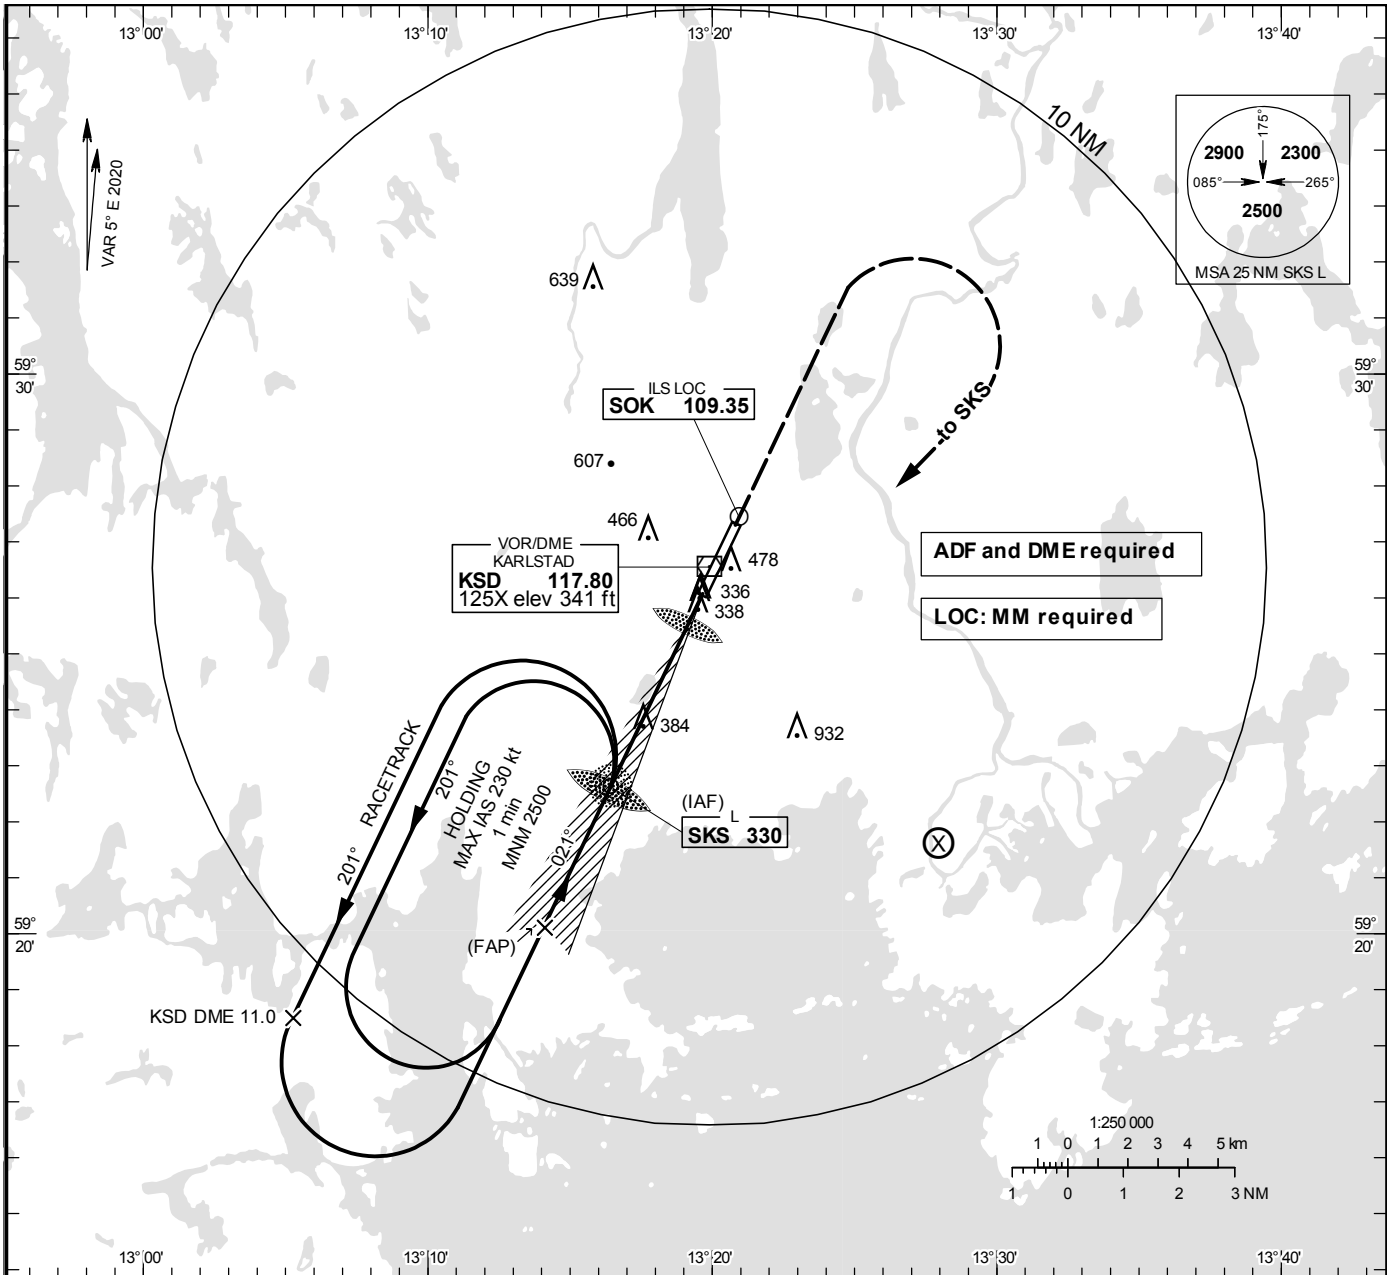 13°00'
13°10'
13°20'
13°30'
13°40'
10 NM
175°
2900 2300
085° 265°
2500
MSA 25 NM SKS L
VAR 5° E 2020
639
59°
30'
59°
30'
ILS LOC
SOK 109.35
to SKS
607
466
VOR/DME
KARLSTAD
KSD 117.80
125X elev 341 ft
478
336
338
ADF and DME required
LOC: MM required
384
932
RACETRACK
201°
201°
HOLDING
MAX IAS 230 kt
1 min
MNM 2500
021°
(IAF)
L
SKS 330
X
59°
20'
59°
20'
(FAP)
KSD DME 11.0
1:250 000
1 0 1 2 3 4 5 km
1 0 1 2 3 NM
13°00'
13°10'
13°20'
13°30'
13°40'